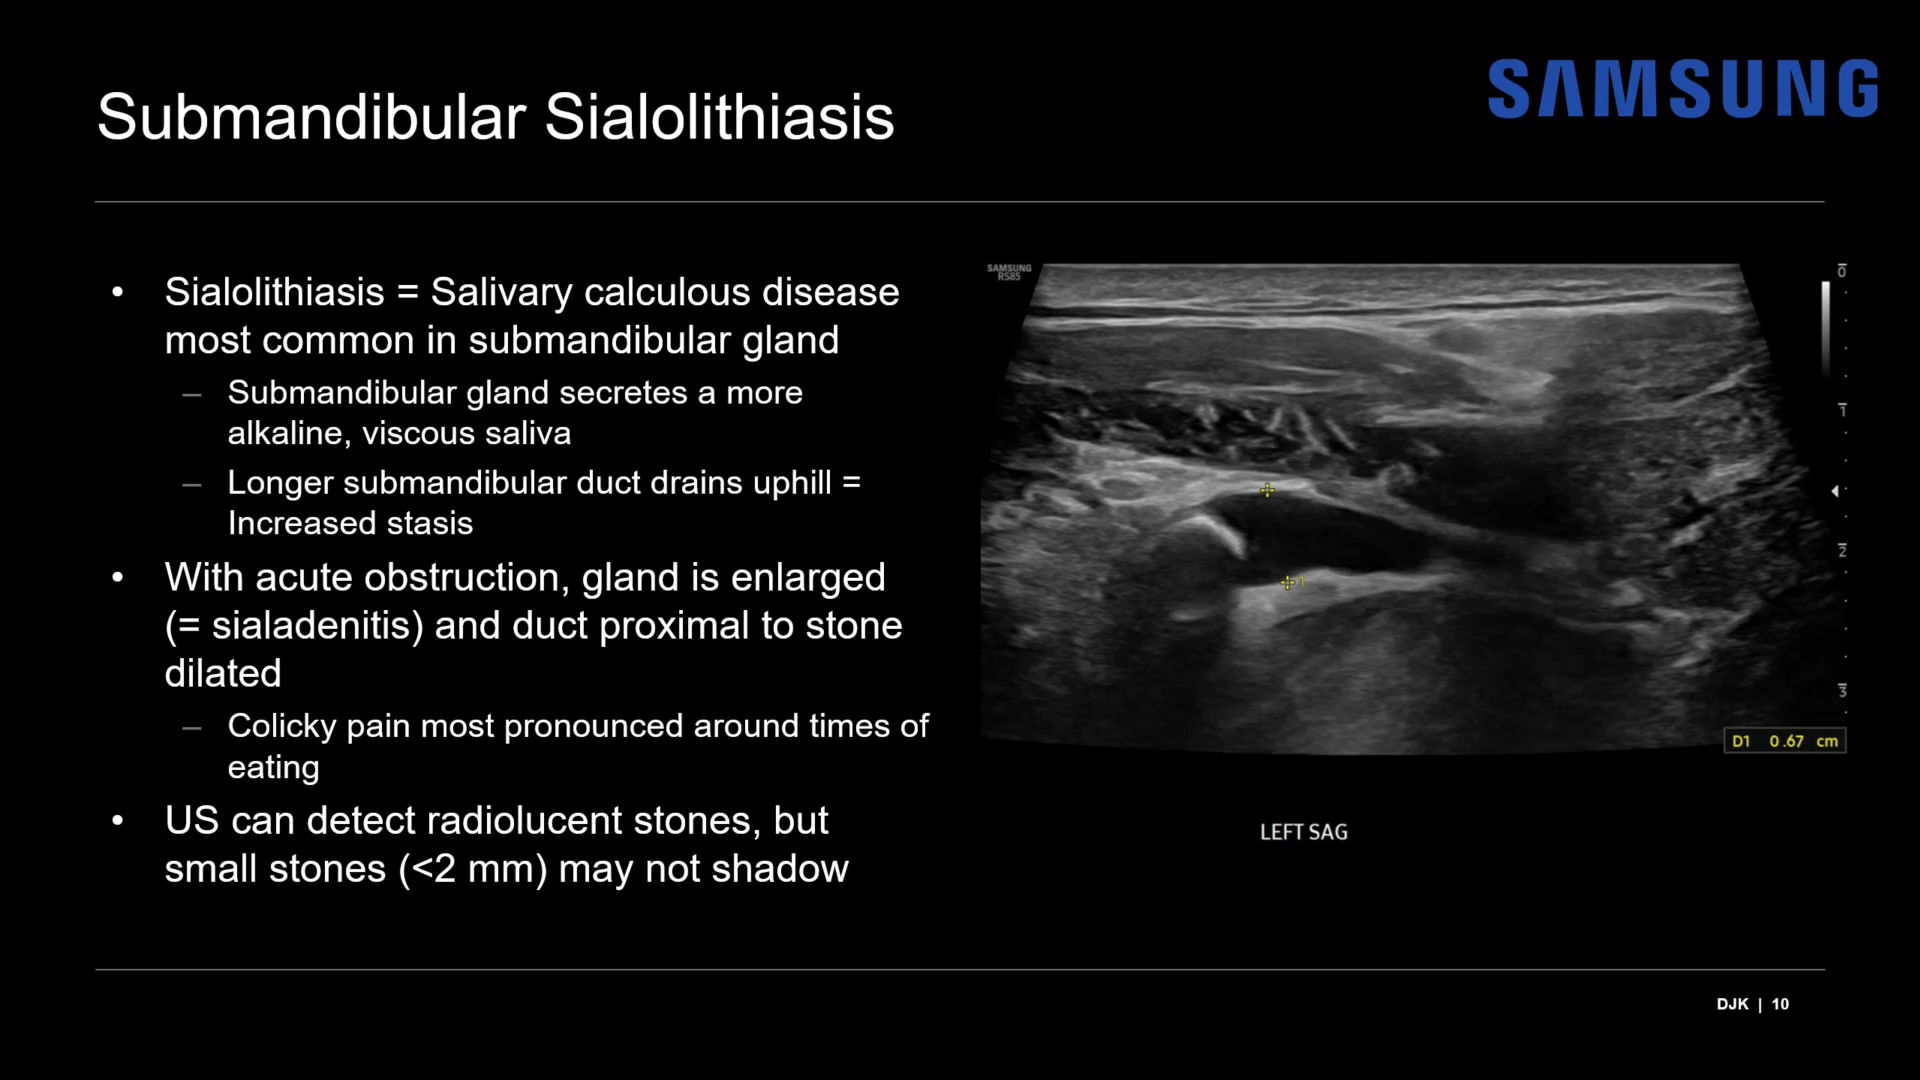 Submandibular Sialolithiasis
SAMSUNG
• Sialolithiasis = Salivary calculous disease
most common in submandibular gland
– Submandibular gland secretes a more
alkaline, viscous saliva
– Longer submandibular duct drains uphill =
Increased stasis
• With acute obstruction, gland is enlarged
(= sialadenitis) and duct proximal to stone
dilated
– Colicky pain most pronounced around times of
eating
• US can detect radiolucent stones, but
small stones (<2 mm) may not shadow
SAMSUNG
RS85
0
1
2
3
1
D1 0.67 cm
LEFT SAG
DJK | 10